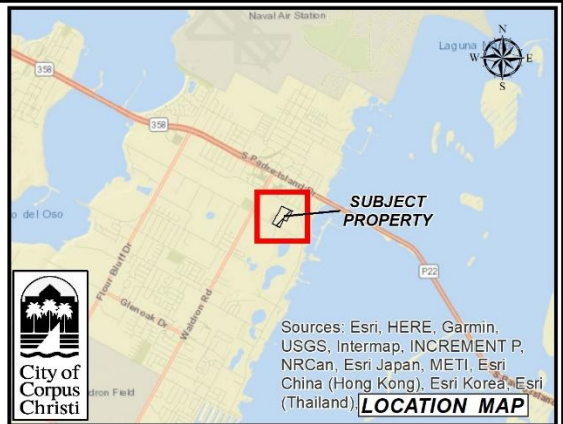 Naval Air Station
N
W E
S
358
358
S Padre Island Dr
SUBJECT
PROPERTY
o del Oso
Flour Bluff Dr
Waldron Rd
Glenoak Dr
P22
City of
Corpus
Christi
Sources: Esri, HERE, Garmin,
USGS, Intermap, INCREMENT P,
NRCan, Esri Japan, METI, Esri
China (Hong Kong), Esri Korea, Esri
(Thailand),
LOCATION MAP
dron Field
Laguna